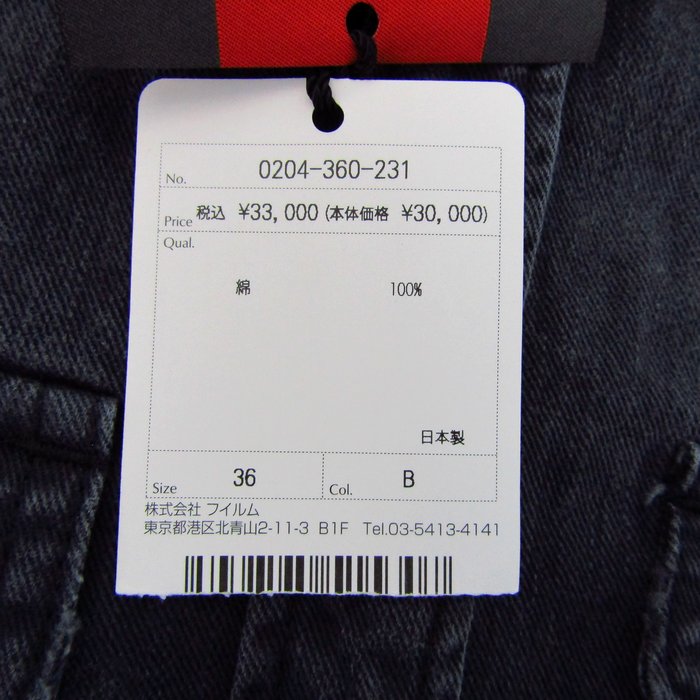 No. 0204-360-231
Price 税込 ¥33,000 (本体価格 ¥30,000)
Qual.
綿 100%
日本製
Size 36 Col. B
株式会社 フイルム
東京都港区北青山2-11-3 B1F Tel.03-5413-4141